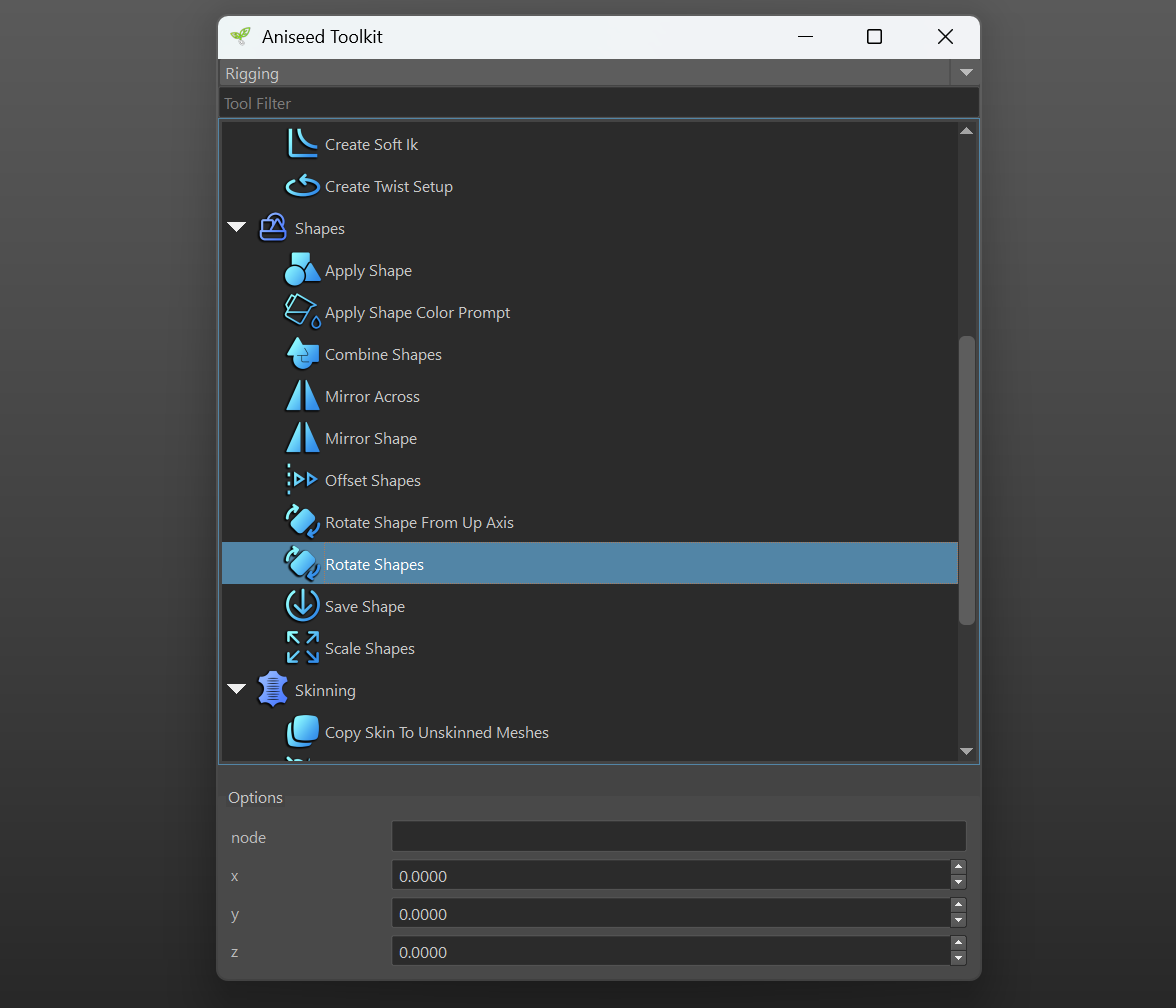 Aniseed Toolkit
Rigging
Tool Filter
Create Soft Ik
Create Twist Setup
Shapes
Apply Shape
Apply Shape Color Prompt
Combine Shapes
Mirror Across
Mirror Shape
Offset Shapes
Rotate Shape From Up Axis
Rotate Shapes
Save Shape
Scale Shapes
Skinning
Copy Skin To Unskinned Meshes
Options
node
x 0.0000
y 0.0000
z 0.0000